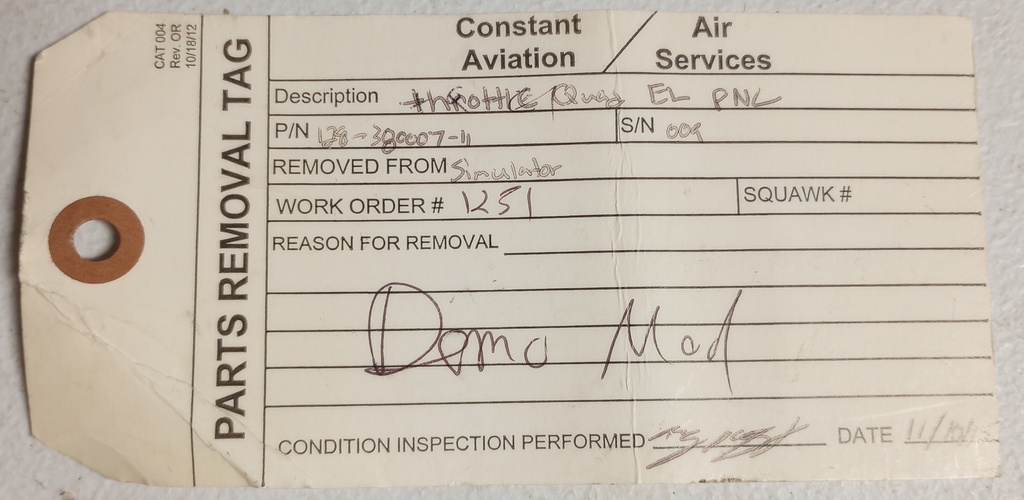 CAT 004
Rev. OR
10/18/12
PARTS REMOVAL TAG
Constant Aviation / Air Services
Description throttle Quad EL PNL
P/N 128-380007-11 S/N 009
REMOVED FROM Simulator
WORK ORDER # 1251 SQUAWK #
REASON FOR REMOVAL
Demo Mod
CONDITION INSPECTION PERFORMED DATE 11/10/